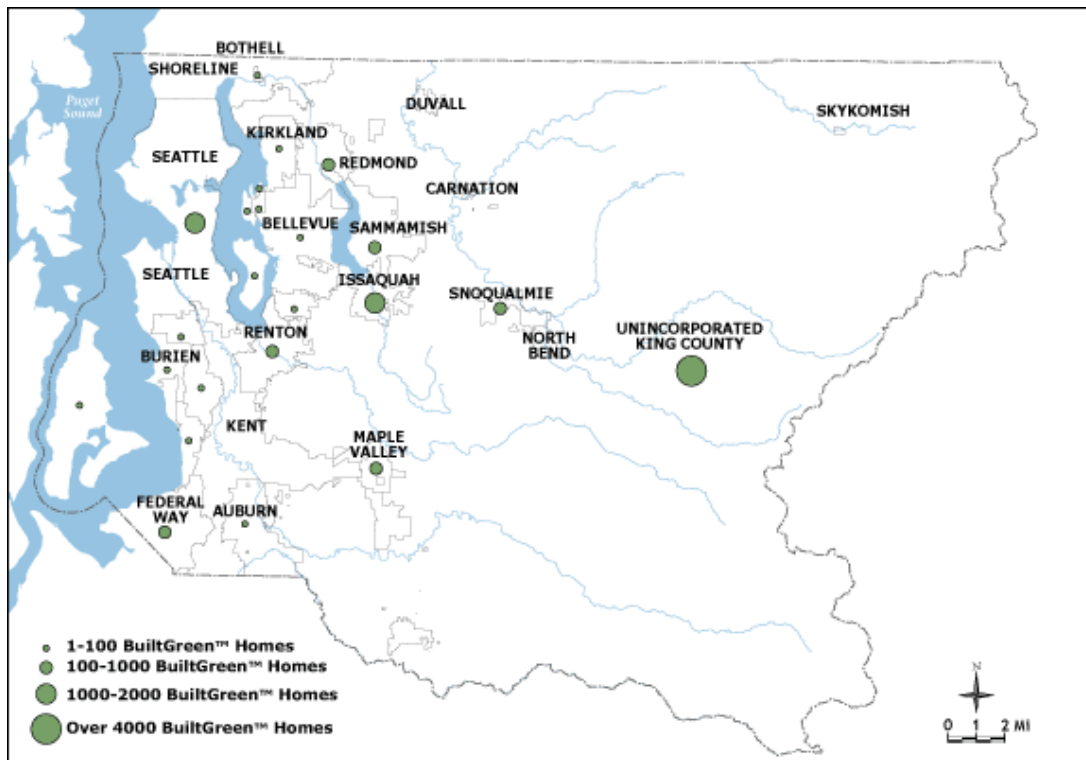 BOTHELL
SHORELINE
Puget
Sound
DUVALL
SKYKOMISH
KIRKLAND
SEATTLE
REDMOND
CARNATION
BELLEVUE
SAMMAMISH
SEATTLE
ISSAQUAH
SNOQUALMIE
RENTON
NORTH
BEND
UNINCORPORATED
KING COUNTY
BURIEN
KENT
MAPLE
VALLEY
FEDERAL
WAY
AUBURN
1-100 BuiltGreen™ Homes
100-1000 BuiltGreen™ Homes
1000-2000 BuiltGreen™ Homes
Over 4000 BuiltGreen™ Homes
N
0 1 2 MI